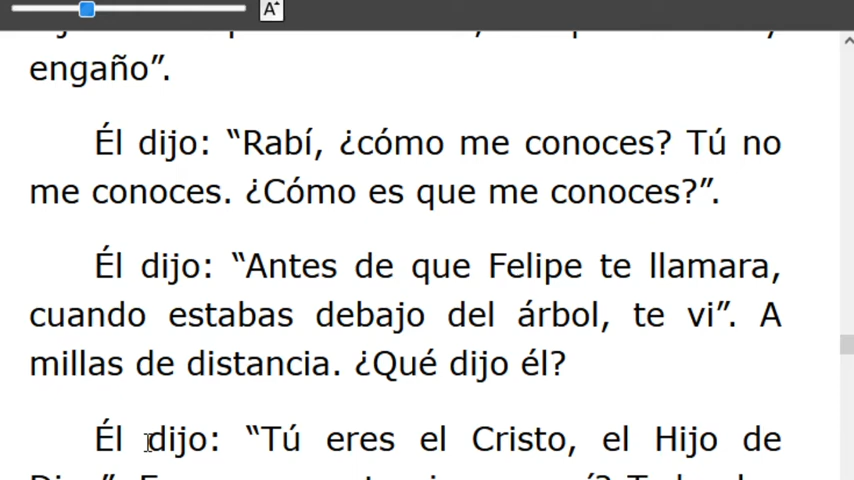 A
engaño”.
Él dijo: “Rabí, ¿cómo me conoces? Tú no
me conoces. ¿Cómo es que me conoces?”.
Él dijo: “Antes de que Felipe te llamara,
cuando estabas debajo del árbol, te vi”. A
millas de distancia. ¿Qué dijo él?
Él dijo: “Tú eres el Cristo, el Hijo de